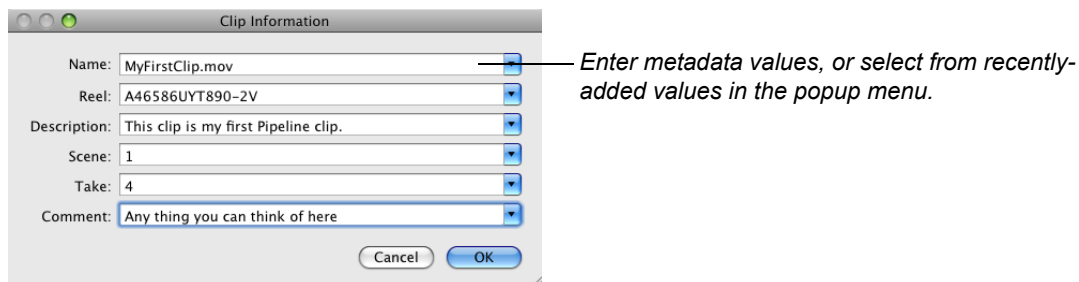 Clip Information
Name: MyFirstClip.mov
Reel: A46586UYT890-2V
Description: This clip is my first Pipeline clip.
Scene: 1
Take: 4
Comment: Any thing you can think of here
Cancel OK
Enter metadata values, or select from recently-
added values in the popup menu.